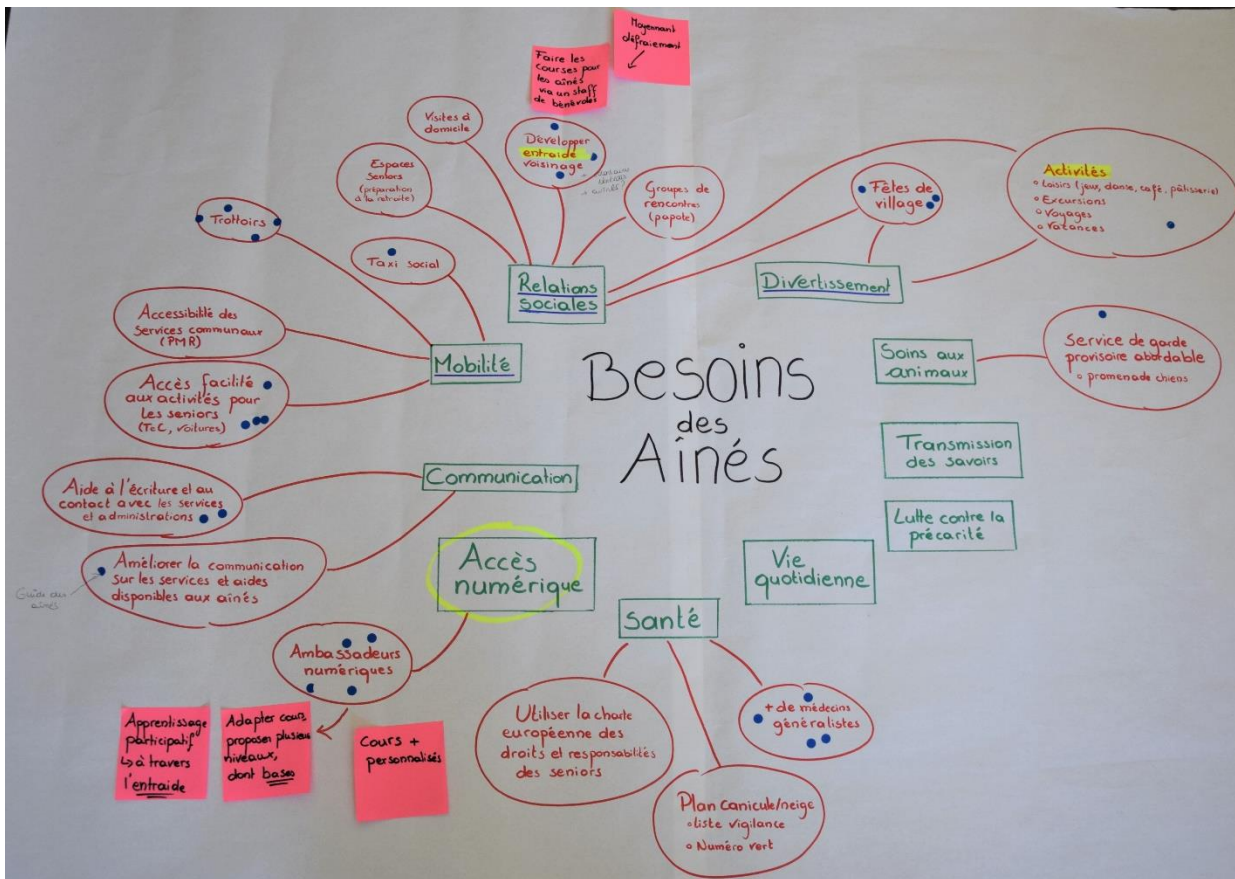 Moyennant
défraiement
Faire les
courses pour
les aînés
via un staff
de bénévoles
Visites à
domicile
Développer
entraide
voisinage
Espaces
Seniors
(préparation
à la retraite)
Groupes de
rencontres
(papote)
Fêtes de
village
Activités
Loisirs (jeux, danse, café, pâtisserie)
Excursions
Voyages
Vacances
Trottoirs
Taxi social
Relations
sociales
Divertissement
Accessibilité des
Services communaux
(PMR)
Mobilité
Accès facilité
aux activités pour
les seniors
(TeC, voitures)
Besoins
des
Aînés
Soins aux
animaux
Service de garde
provisoire abordable
promenade chiens
Transmission
des savoirs
Lutte contre la
précarité
Communication
Aide à l'écriture et au
contact avec les services
et administrations
Améliorer la communication
sur les services et aides
disponibles aux aînés
Guide des
aînés
Accès
numérique
Vie
quotidienne
Santé
Ambassadeurs
numériques
Apprentissage
participatif
↳ à travers
l'entraide
Adapter cours,
proposer plusieurs
niveaux,
dont bases
Cours +
personnalisés
Utiliser la charte
européenne des
droits et responsabilités
des seniors
+ de médecins
généralistes
Plan canicule/neige
liste vigilance
Numéro vert